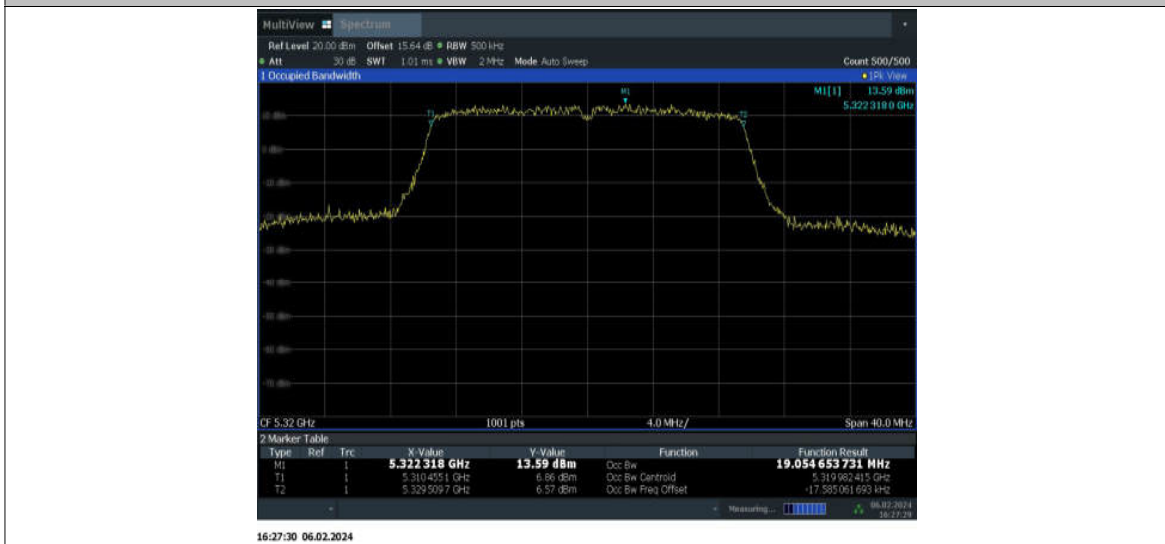 MultiView Spectrum
Ref Level 20.00 dBm Offset 15.64 dB RBW 500 kHz
Att 30 dB SWT 1.01 ms VBW 2 MHz Mode Auto Sweep Count 500/500
1 Occupied Bandwidth 1Pk View
M1[1] 13.59 dBm
5.322 318 0 GHz
M1
T1
T2
CF 5.32 GHz 1001 pts 4.0 MHz/ Span 40.0 MHz
2 Marker Table
Type Ref Trc X-Value Y-Value Function Function Result
M1 1 5.322 318 GHz 13.59 dBm Occ Bw 19.054 653 731 MHz
T1 1 5.310 455 1 GHz 6.86 dBm Occ Bw Centroid 5.319 982 415 GHz
T2 1 5.329 509 7 GHz 6.57 dBm Occ Bw Freq Offset -17.585 061 693 kHz
Measuring... 06.02.2024
16:27:29
16:27:30 06.02.2024